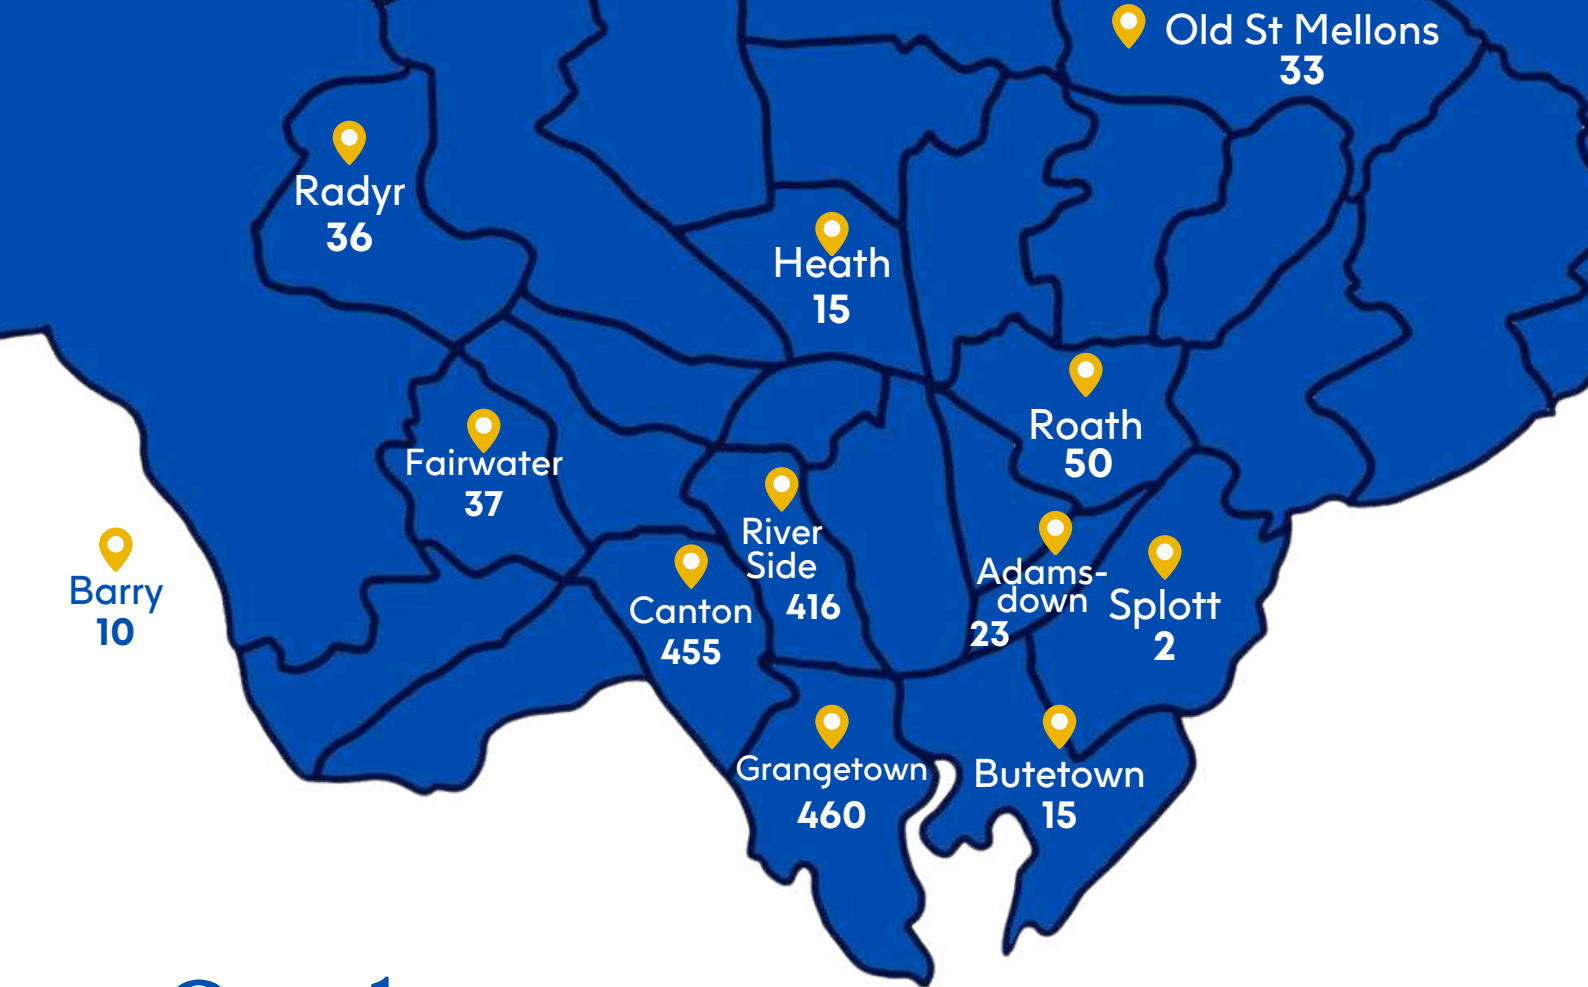 Old St Mellons
33
Radyr
36
Heath
15
Roath
50
Fairwater
37
River
Side
416
Adams-
down
23
Splott
2
Barry
10
Canton
455
Grangetown
460
Butetown
15